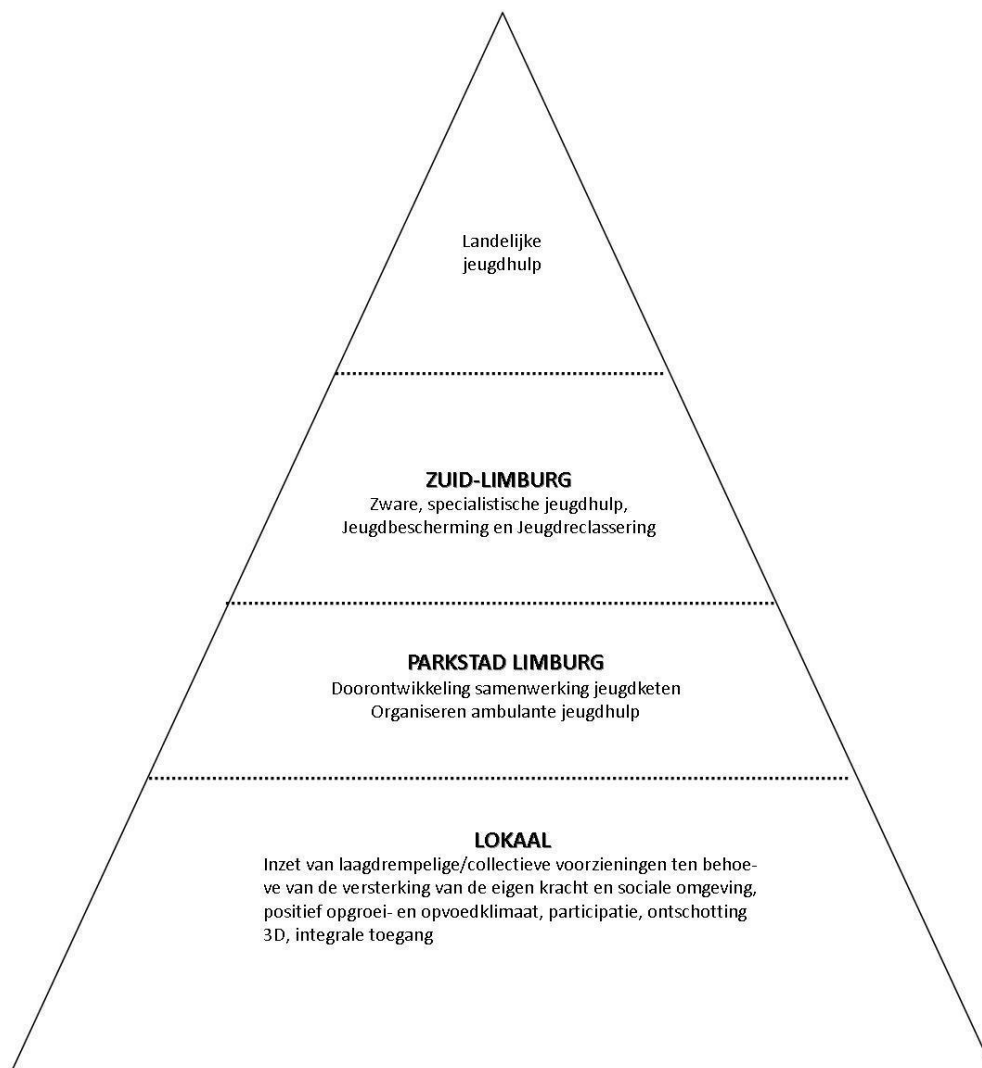 Landelijke
jeugdhulp
ZUID-LIMBURG
Zware, specialistische jeugdhulp,
Jeugdbescherming en Jeugdreclassering
PARKSTAD LIMBURG
Doorontwikkeling samenwerking jeugdketen
Organiseren ambulante jeugdhulp
LOKAAL
Inzet van laagdrempelige/collectieve voorzieningen ten behoe-
ve van de versterking van de eigen kracht en sociale omgeving,
positief opgroei- en opvoedklimaat, participatie, ontschotting
3D, integrale toegang